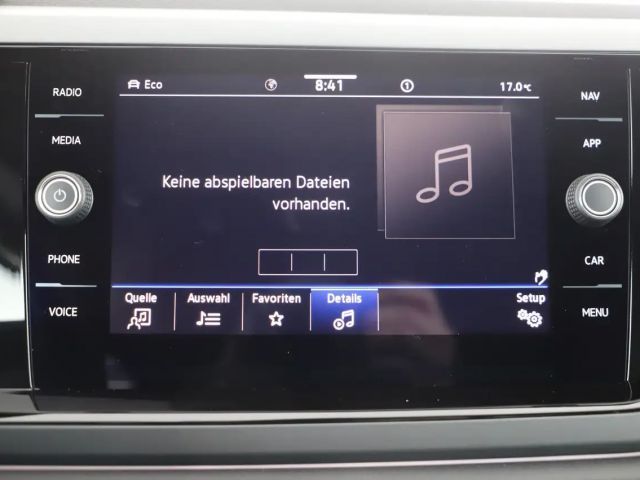 RADIO
MEDIA
PHONE
VOICE
Eco
8:41
1
17.0°C
Keine abspielbaren Dateien
vorhanden.
Quelle
Auswahl
Favoriten
Details
Setup
NAV
APP
CAR
MENU